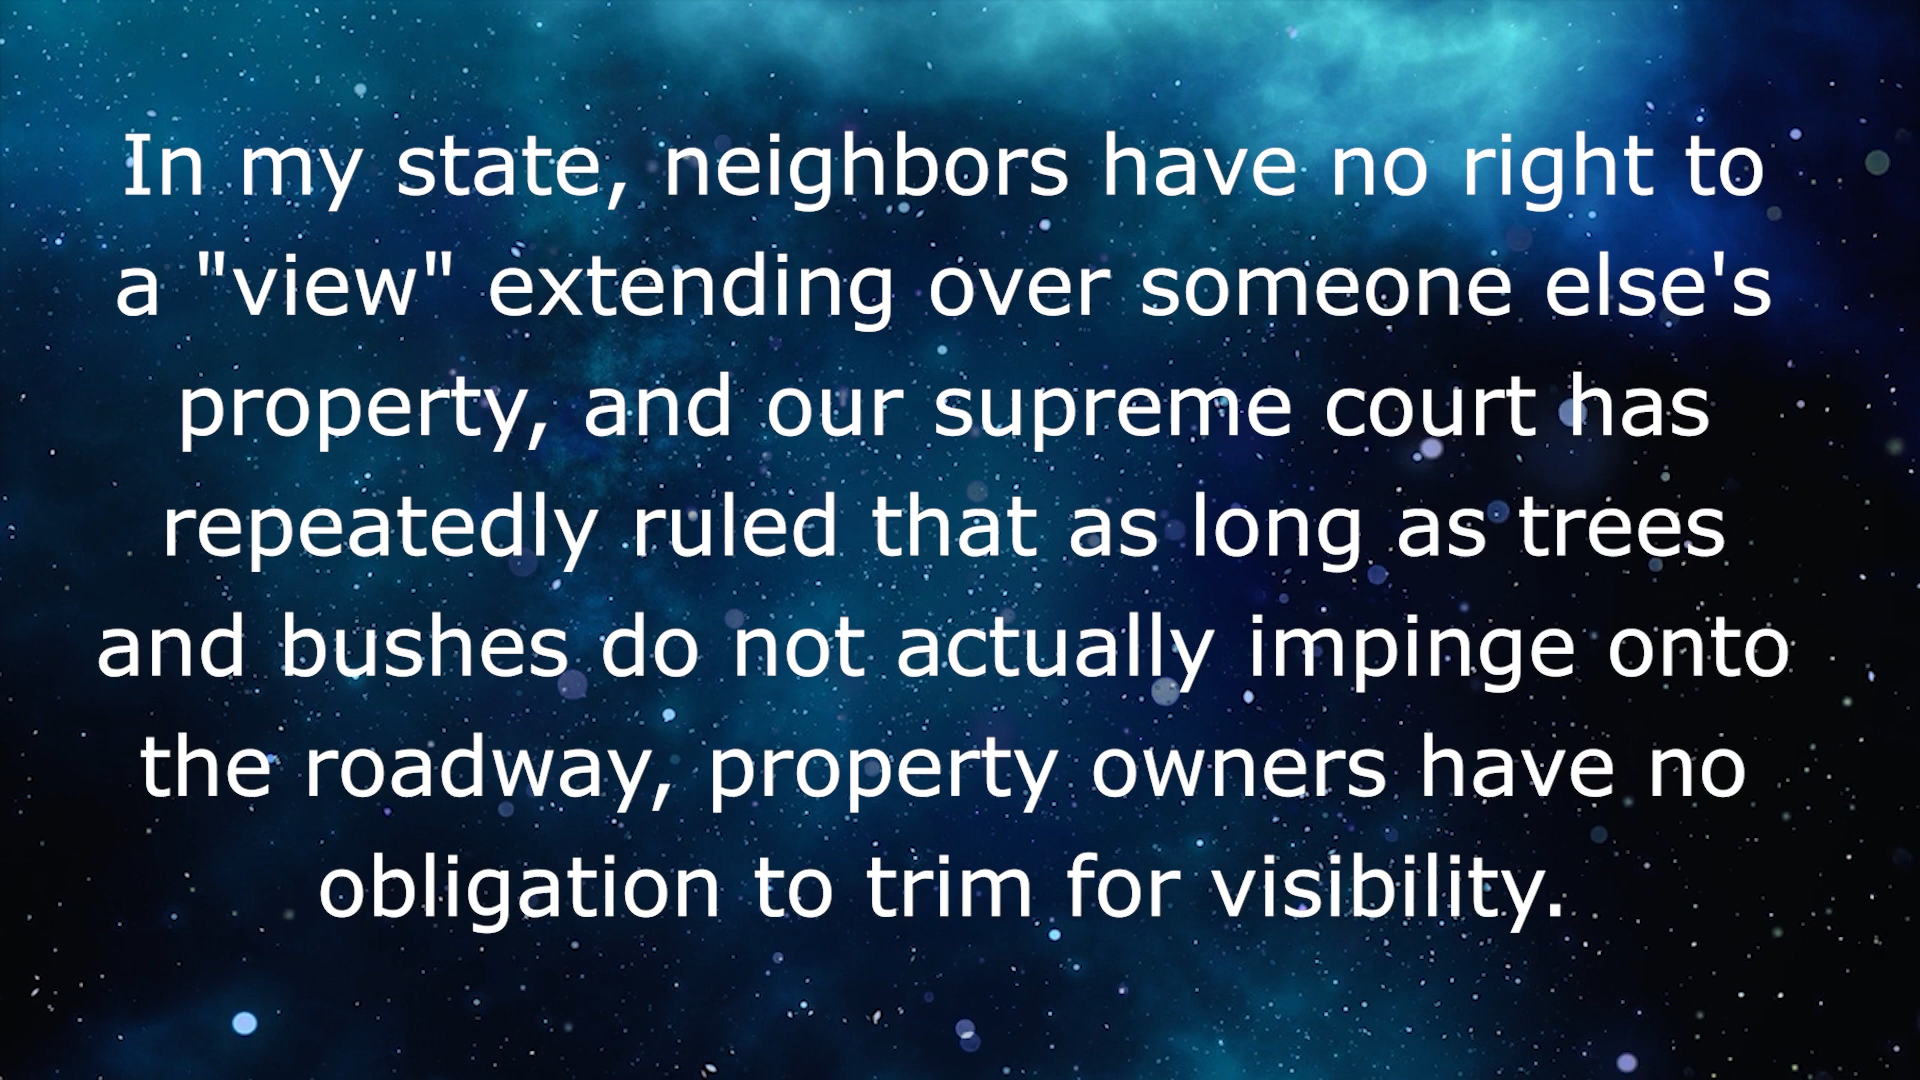 In my state, neighbors have no right to
a "view" extending over someone else's
property, and our supreme court has
repeatedly ruled that as long as trees
and bushes do not actually impinge onto
the roadway, property owners have no
obligation to trim for visibility.